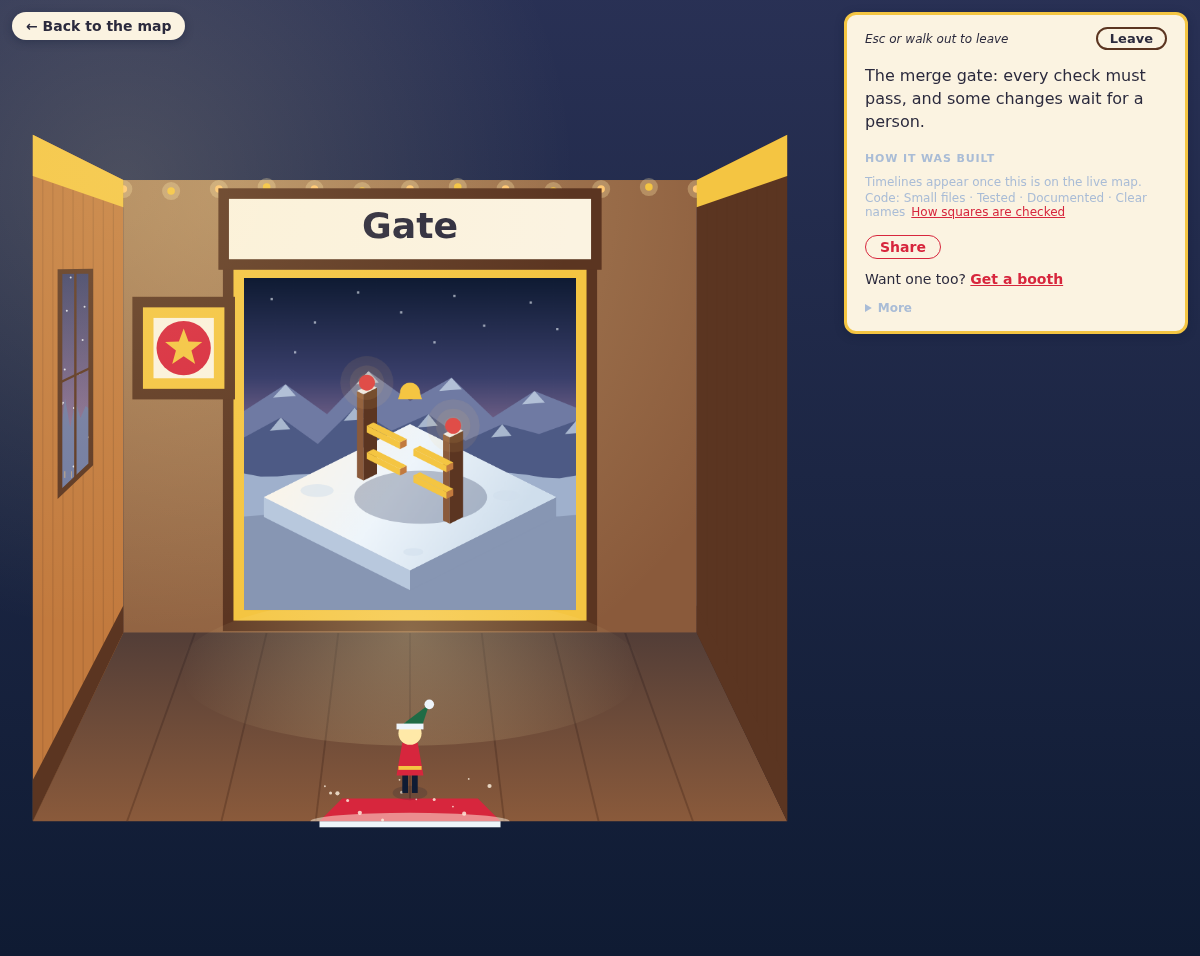 ← Back to the map
Esc or walk out to leave
Leave
The merge gate: every check must
pass, and some changes wait for a
person.
HOW IT WAS BUILT
Timelines appear once this is on the live map.
Code: Small files · Tested · Documented · Clear
names How squares are checked
Share
Want one too? Get a booth
More
Gate